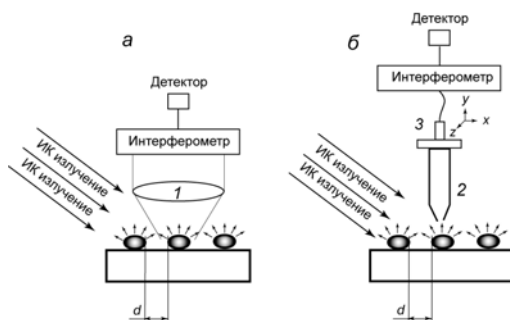 а
Детектор
Интерферометр
ИК излучение
ИК излучение
ИК излучение
1
d
б
Детектор
Интерферометр
3
y
x
z
2
ИК излучение
ИК излучение
ИК излучение
d